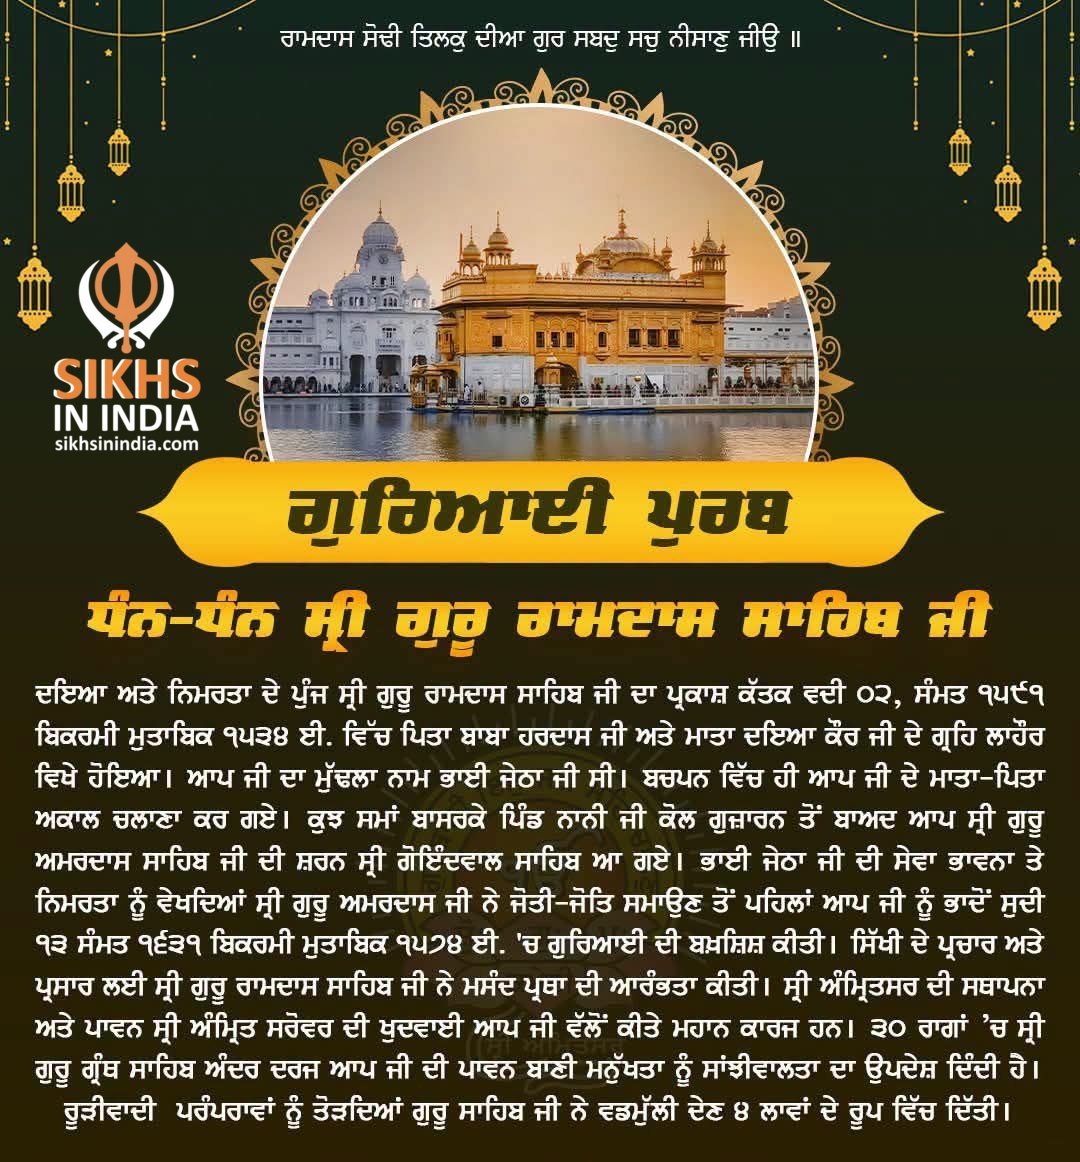 ਰਾਮਦਾਸ ਸੋਢੀ ਤਿਲਕੁ ਦੀਆ ਗੁਰ ਸਬਦੁ ਸਚੁ ਨੀਸਾਣੁ ਜੀਉ ॥
SIKHS
IN INDIA
sikhsinindia.com
ਗੁਰਿਆਈ ਪੁਰਬ
ਧੰਨ-ਧੰਨ ਸ੍ਰੀ ਗੁਰੂ ਰਾਮਦਾਸ ਸਾਹਿਬ ਜੀ
ਦਇਆ ਅਤੇ ਨਿਮਰਤਾ ਦੇ ਪੁੰਜ ਸ੍ਰੀ ਗੁਰੂ ਰਾਮਦਾਸ ਸਾਹਿਬ ਜੀ ਦਾ ਪ੍ਰਕਾਸ਼ ਕੱਤਕ ਵਦੀ ੦੨, ਸੰਮਤ ੧੫੯੧
ਬਿਕਰਮੀ ਮੁਤਾਬਿਕ ੧੫੩੪ ਈ. ਵਿੱਚ ਪਿਤਾ ਬਾਬਾ ਹਰਦਾਸ ਜੀ ਅਤੇ ਮਾਤਾ ਦਇਆ ਕੌਰ ਜੀ ਦੇ ਗ੍ਰਹਿ ਲਾਹੌਰ
ਵਿਖੇ ਹੋਇਆ। ਆਪ ਜੀ ਦਾ ਮੁੱਢਲਾ ਨਾਮ ਭਾਈ ਜੇਠਾ ਜੀ ਸੀ। ਬਚਪਨ ਵਿੱਚ ਹੀ ਆਪ ਜੀ ਦੇ ਮਾਤਾ-ਪਿਤਾ
ਅਕਾਲ ਚਲਾਣਾ ਕਰ ਗਏ। ਕੁਝ ਸਮਾਂ ਬਾਸਰਕੇ ਪਿੰਡ ਨਾਨੀ ਜੀ ਕੋਲ ਗੁਜ਼ਾਰਨ ਤੋਂ ਬਾਅਦ ਆਪ ਸ੍ਰੀ ਗੁਰੂ
ਅਮਰਦਾਸ ਸਾਹਿਬ ਜੀ ਦੀ ਸ਼ਰਨ ਸ੍ਰੀ ਗੋਇੰਦਵਾਲ ਸਾਹਿਬ ਆ ਗਏ। ਭਾਈ ਜੇਠਾ ਜੀ ਦੀ ਸੇਵਾ ਭਾਵਨਾ ਤੇ
ਨਿਮਰਤਾ ਨੂੰ ਵੇਖਦਿਆਂ ਸ੍ਰੀ ਗੁਰੂ ਅਮਰਦਾਸ ਜੀ ਨੇ ਜੋਤੀ-ਜੋਤਿ ਸਮਾਉਣ ਤੋਂ ਪਹਿਲਾਂ ਆਪ ਜੀ ਨੂੰ ਭਾਦੋਂ ਸੁਦੀ
੧੩ ਸੰਮਤ ੧੬੩੧ ਬਿਕਰਮੀ ਮੁਤਾਬਿਕ ੧੫੭੪ ਈ. 'ਚ ਗੁਰਿਆਈ ਦੀ ਬਖ਼ਸ਼ਿਸ਼ ਕੀਤੀ। ਸਿੱਖੀ ਦੇ ਪ੍ਰਚਾਰ ਅਤੇ
ਪ੍ਰਸਾਰ ਲਈ ਸ੍ਰੀ ਗੁਰੂ ਰਾਮਦਾਸ ਸਾਹਿਬ ਜੀ ਨੇ ਮਸੰਦ ਪ੍ਰਥਾ ਦੀ ਆਰੰਭਤਾ ਕੀਤੀ। ਸ੍ਰੀ ਅੰਮ੍ਰਿਤਸਰ ਦੀ ਸਥਾਪਨਾ
ਅਤੇ ਪਾਵਨ ਸ੍ਰੀ ਅੰਮ੍ਰਿਤ ਸਰੋਵਰ ਦੀ ਖੁਦਵਾਈ ਆਪ ਜੀ ਵੱਲੋਂ ਕੀਤੇ ਮਹਾਨ ਕਾਰਜ ਹਨ। ੩੦ ਰਾਗਾਂ 'ਚ ਸ੍ਰੀ
ਗੁਰੂ ਗ੍ਰੰਥ ਸਾਹਿਬ ਅੰਦਰ ਦਰਜ ਆਪ ਜੀ ਦੀ ਪਾਵਨ ਬਾਣੀ ਮਨੁੱਖਤਾ ਨੂੰ ਸਾਂਝੀਵਾਲਤਾ ਦਾ ਉਪਦੇਸ਼ ਦਿੰਦੀ ਹੈ।
ਰੂੜੀਵਾਦੀ ਪਰੰਪਰਾਵਾਂ ਨੂੰ ਤੋੜਦਿਆਂ ਗੁਰੂ ਸਾਹਿਬ ਜੀ ਨੇ ਵਡਮੁੱਲੀ ਦੇਣ ੪ ਲਾਵਾਂ ਦੇ ਰੂਪ ਵਿੱਚ ਦਿੱਤੀ।